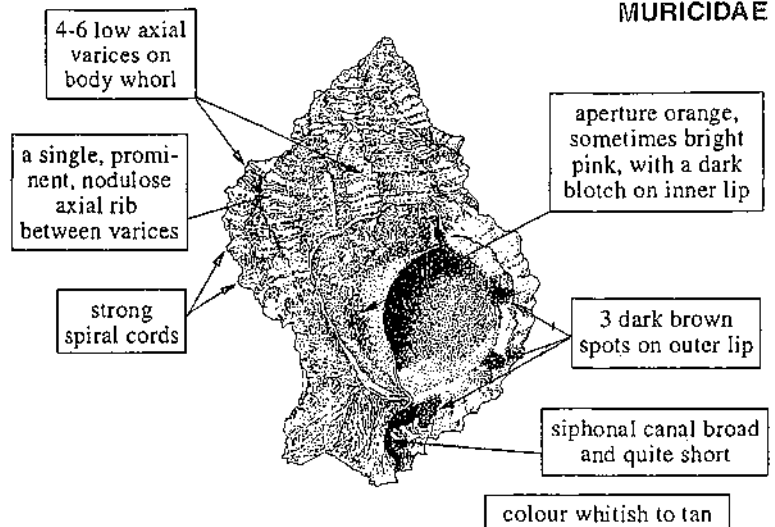 MURICIDAE
4-6 low axial
varices on
body whorl
a single, promi-
nent, nodulose
axial rib
between varices
strong
spiral cords
aperture orange,
sometimes bright
pink, with a dark
blotch on inner lip
3 dark brown
spots on outer lip
siphonal canal broad
and quite short
colour whitish to tan